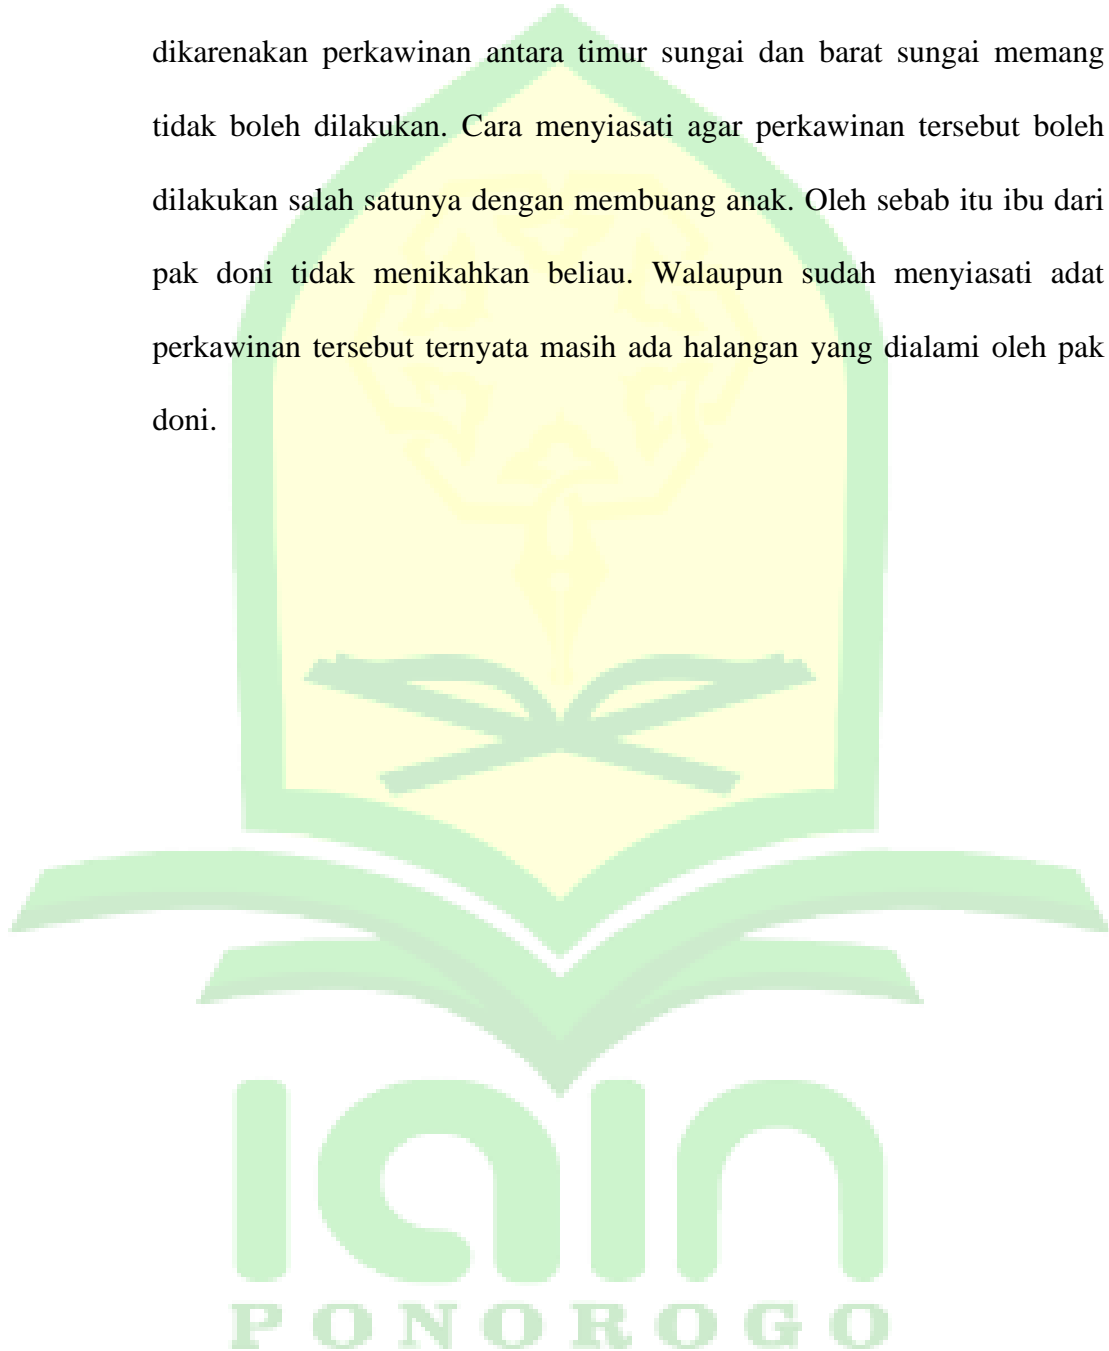 dikarenakan perkawinan antara timur sungai dan barat sungai memang
tidak boleh dilakukan. Cara menyiasati agar perkawinan tersebut boleh
dilakukan salah satunya dengan membuang anak. Oleh sebab itu ibu dari
pak doni tidak menikahkan beliau. Walaupun sudah menyiasati adat
perkawinan tersebut ternyata masih ada halangan yang dialami oleh pak
doni.
iain
PONOROGO